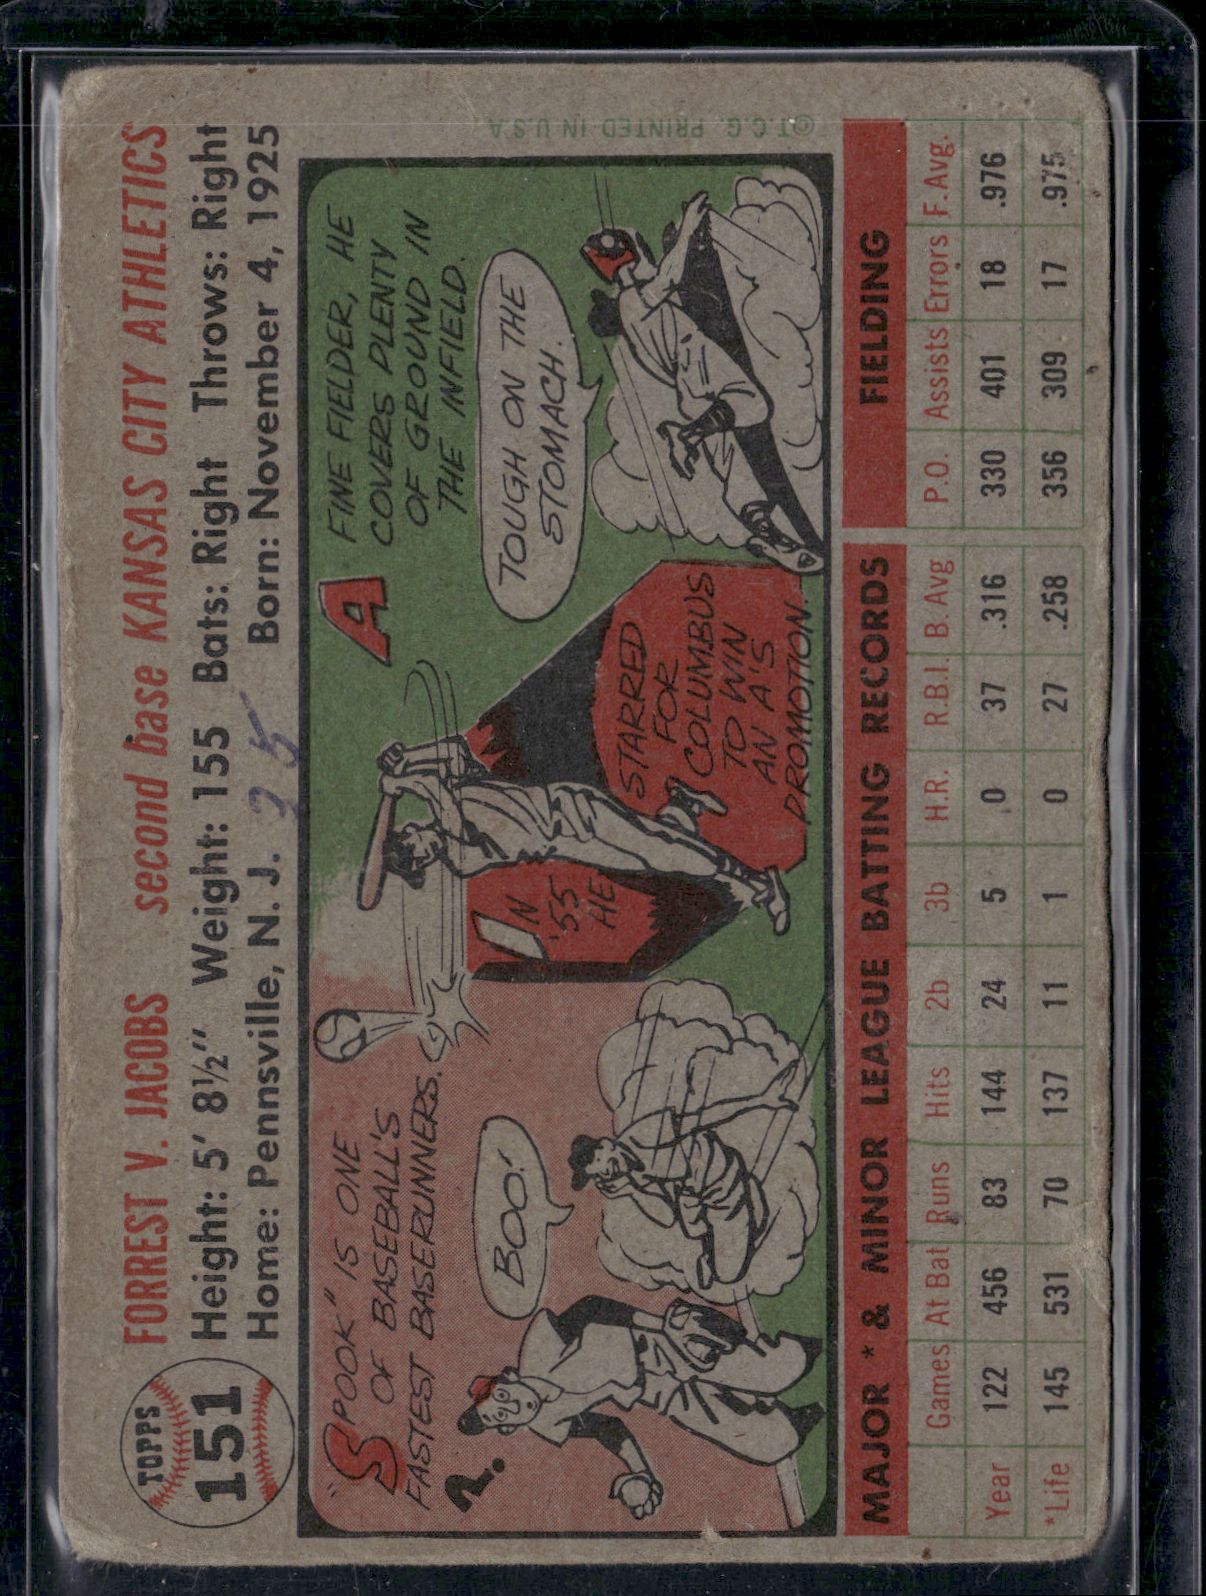 TOPPS
151
FORREST V. JACOBS second base KANSAS CITY ATHLETICS
Height: 5' 8½" Weight: 155 Bats: Right Throws: Right
Home: Pennsville, N. J. Born: November 4, 1925
"SPOOK" IS ONE
OF BASEBALL'S
FASTEST BASERUNNERS.
BOO!
?
IN
'55
HE
STARRED
FOR
COLUMBUS
TO WIN
AN A'S
PROMOTION.
A FINE FIELDER, HE
COVERS PLENTY
OF GROUND IN
THE INFIELD.
TOUGH ON THE
STOMACH.
©T.C.G. PRINTED IN U.S.A
MAJOR * & MINOR LEAGUE BATTING RECORDS FIELDING
Games At Bat Runs Hits 2b 3b H.R. R.B.I. B. Avg P.O. Assists Errors F. Avg.
Year 122 456 83 144 24 5 0 37 .316 330 401 18 .976
*Life 145 531 70 137 11 1 0 27 .258 356 309 17 .975